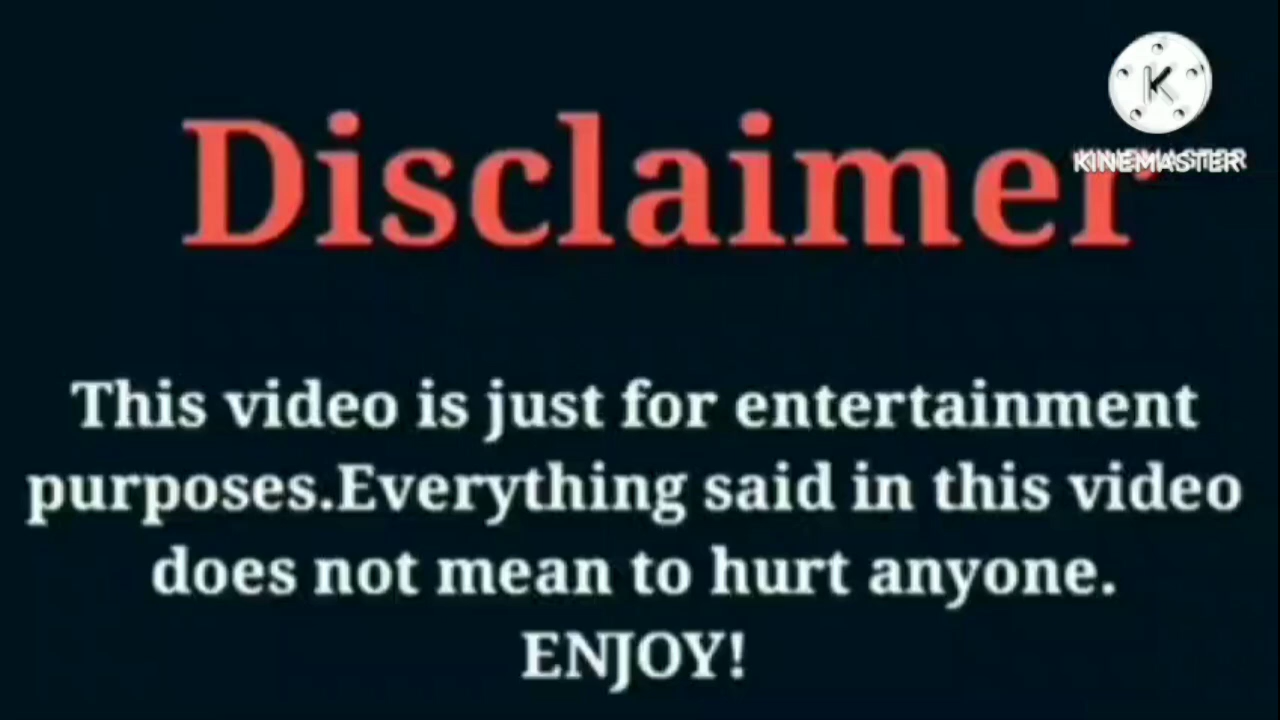 K
KINEMASTER
Disclaimer
This video is just for entertainment
purposes.Everything said in this video
does not mean to hurt anyone.
ENJOY!